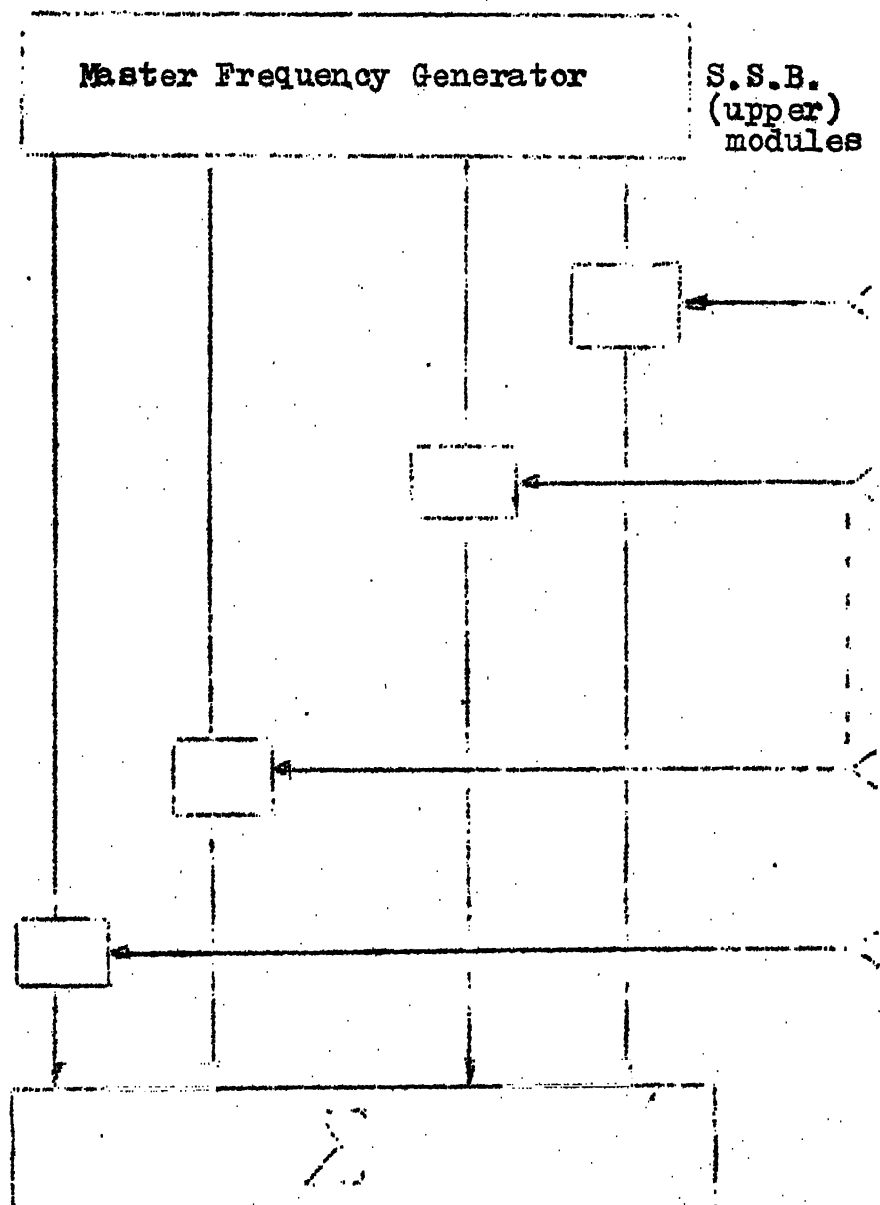 Master Frequency Generator
S.S.B.
(upper)
modules
Σ